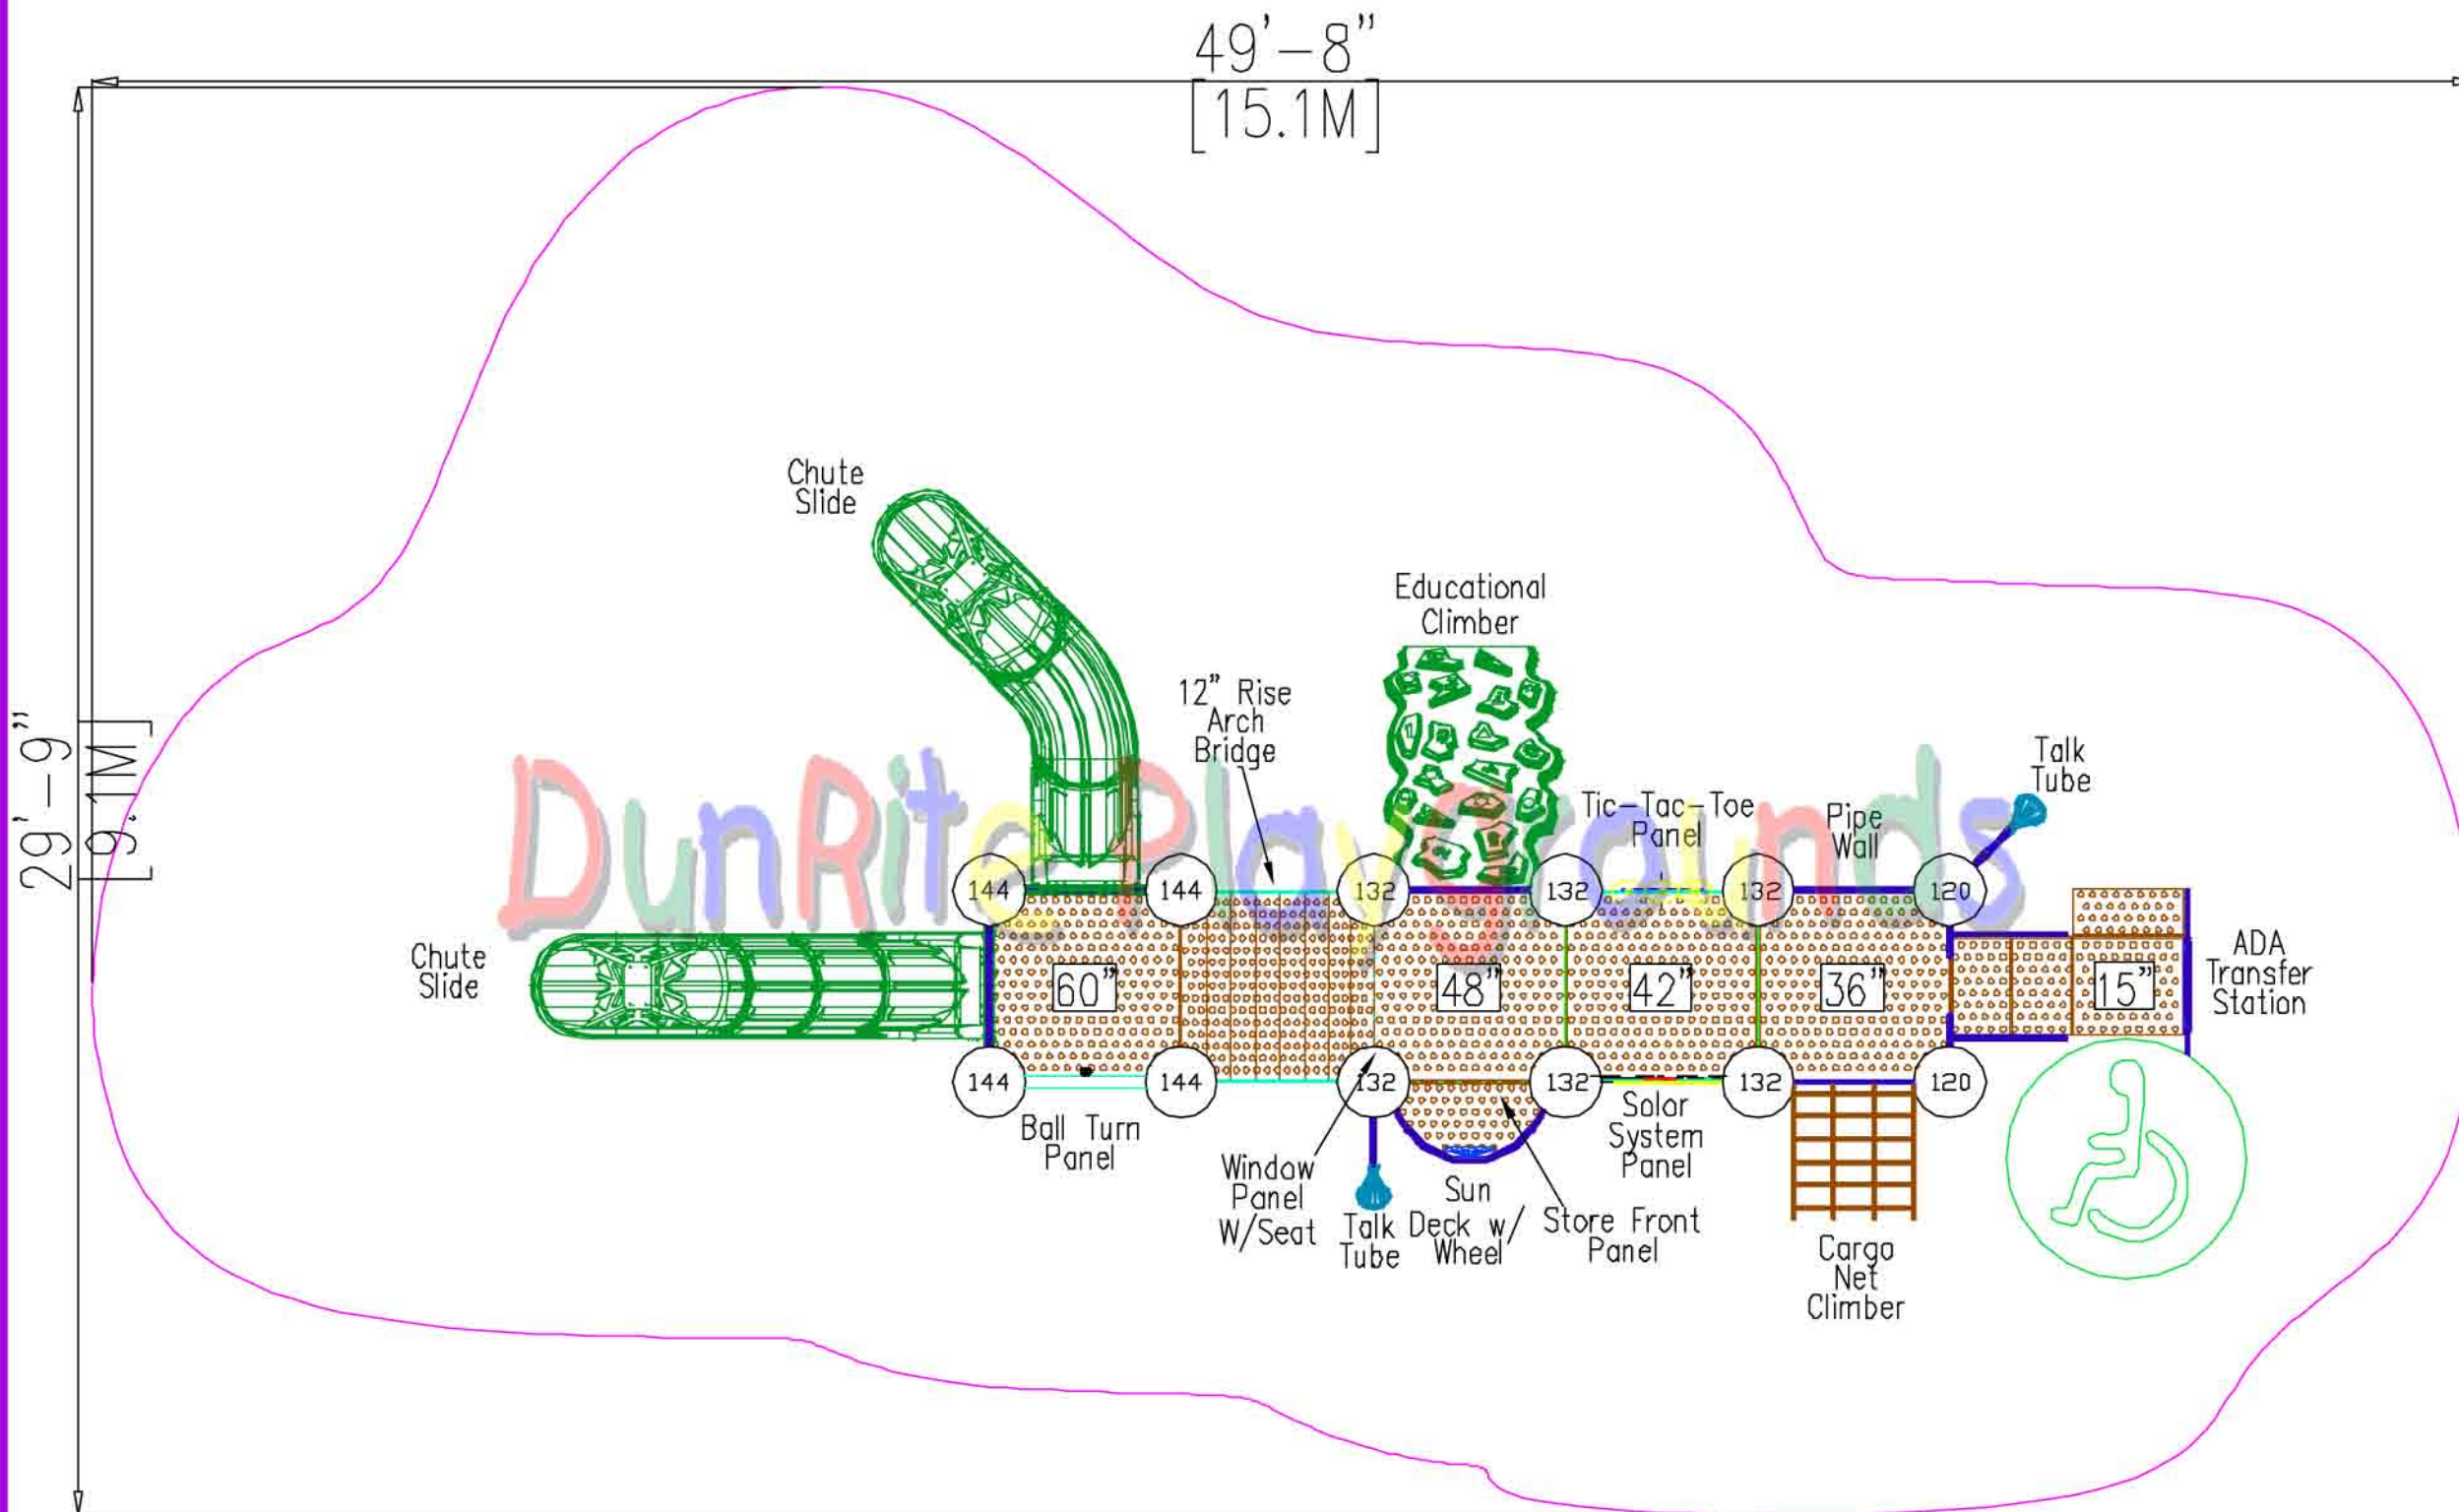 49'-8"
[15.1M]
29'-9"
[9.1M]
Chute
Slide
Educational
Climber
12" Rise
Arch
Bridge
Talk
Tube
Tic-Tac-Toe
Panel
Pipe
Wall
DunRite Playgrounds
144
144
132
132
132
120
Chute
Slide
60"
48"
42"
36"
15"
ADA
Transfer
Station
144
144
132
132
132
120
Ball Turn
Panel
Window
Panel
W/Seat
Talk
Tube
Sun
Deck w/
Wheel
Store Front
Panel
Solar
System
Panel
Cargo
Net
Climber